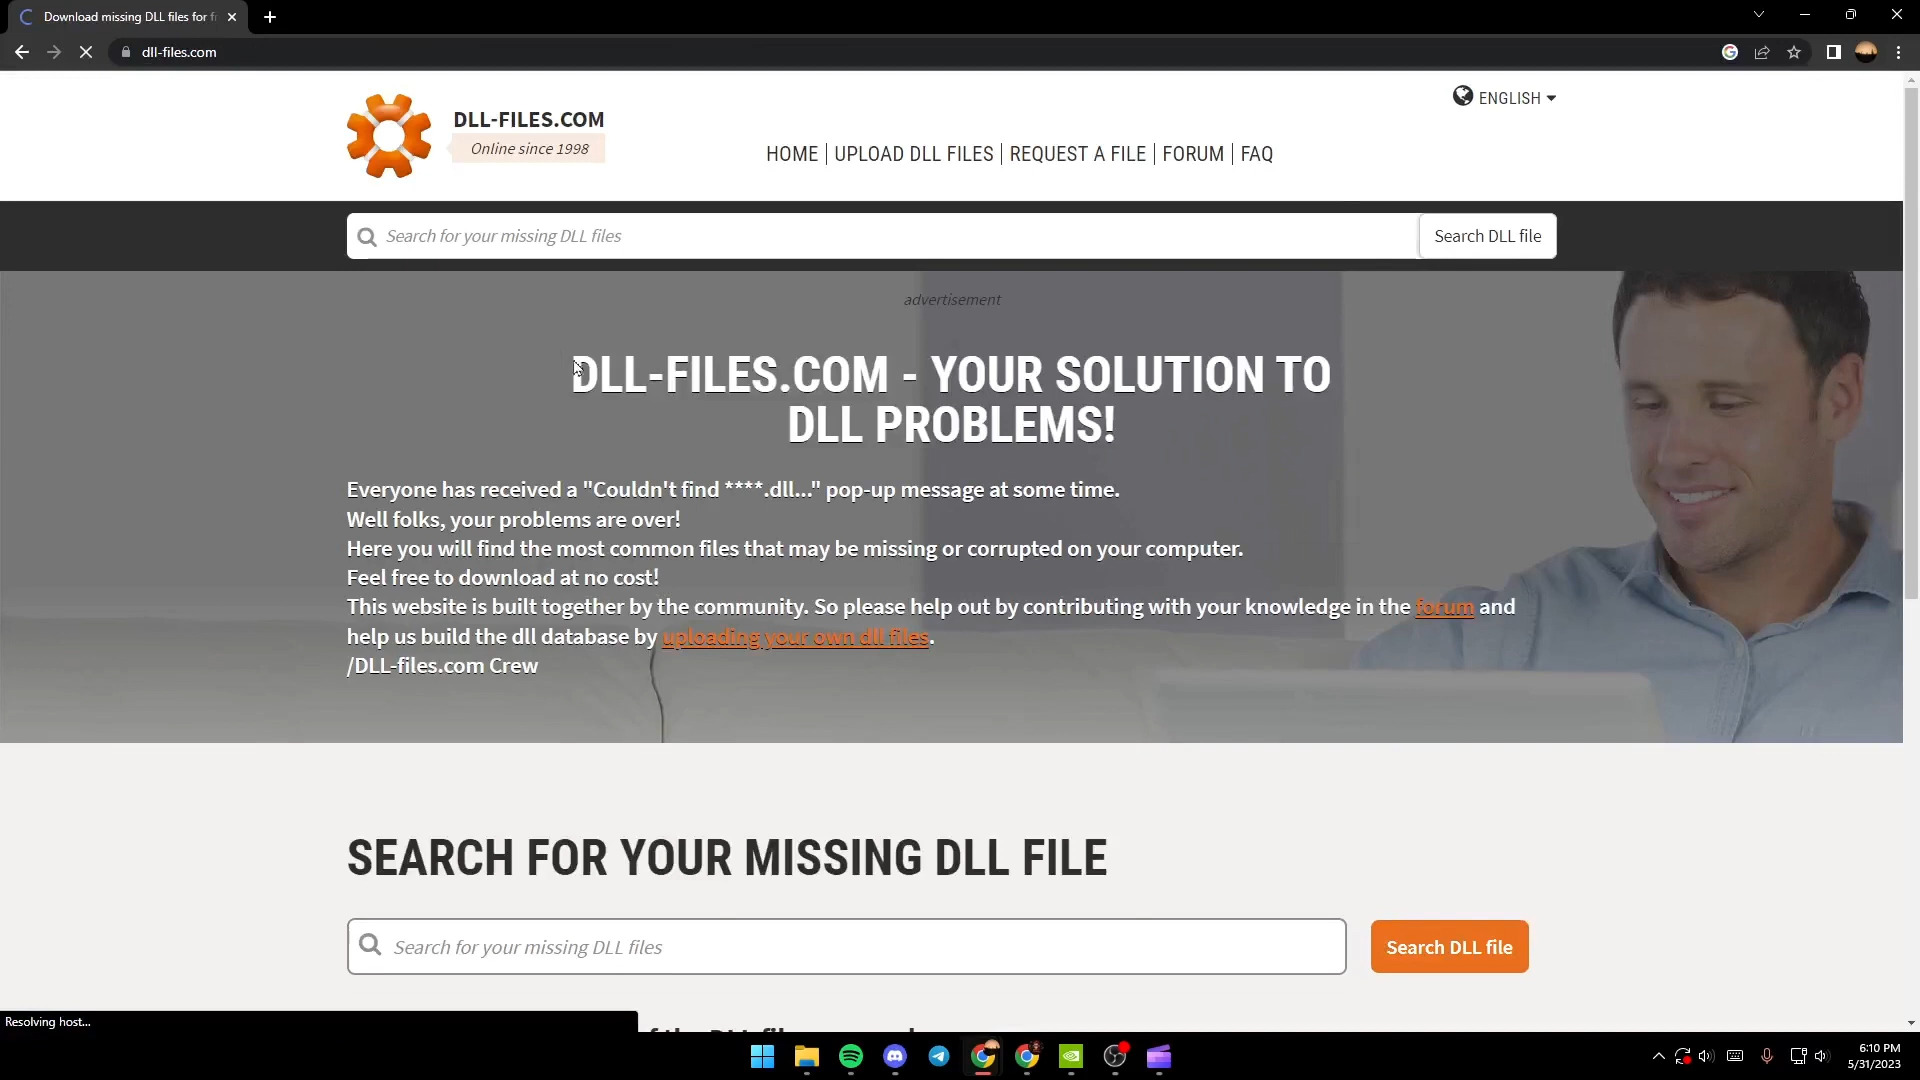 Download missing DLL files for fr
dll-files.com
DLL-FILES.COM
Online since 1998
ENGLISH
HOME
UPLOAD DLL FILES
REQUEST A FILE
FORUM
FAQ
Search for your missing DLL files
Search DLL file
advertisement
DLL-FILES.COM - YOUR SOLUTION TO
DLL PROBLEMS!
Everyone has received a "Couldn't find ****.dll..." pop-up message at some time.
Well folks, your problems are over!
Here you will find the most common files that may be missing or corrupted on your computer.
Feel free to download at no cost!
This website is built together by the community. So please help out by contributing with your knowledge in the forum and
help us build the dll database by uploading your own dll files.
/DLL-files.com Crew
SEARCH FOR YOUR MISSING DLL FILE
Search for your missing DLL files
Search DLL file
Resolving host...
6:10 PM
5/31/2023